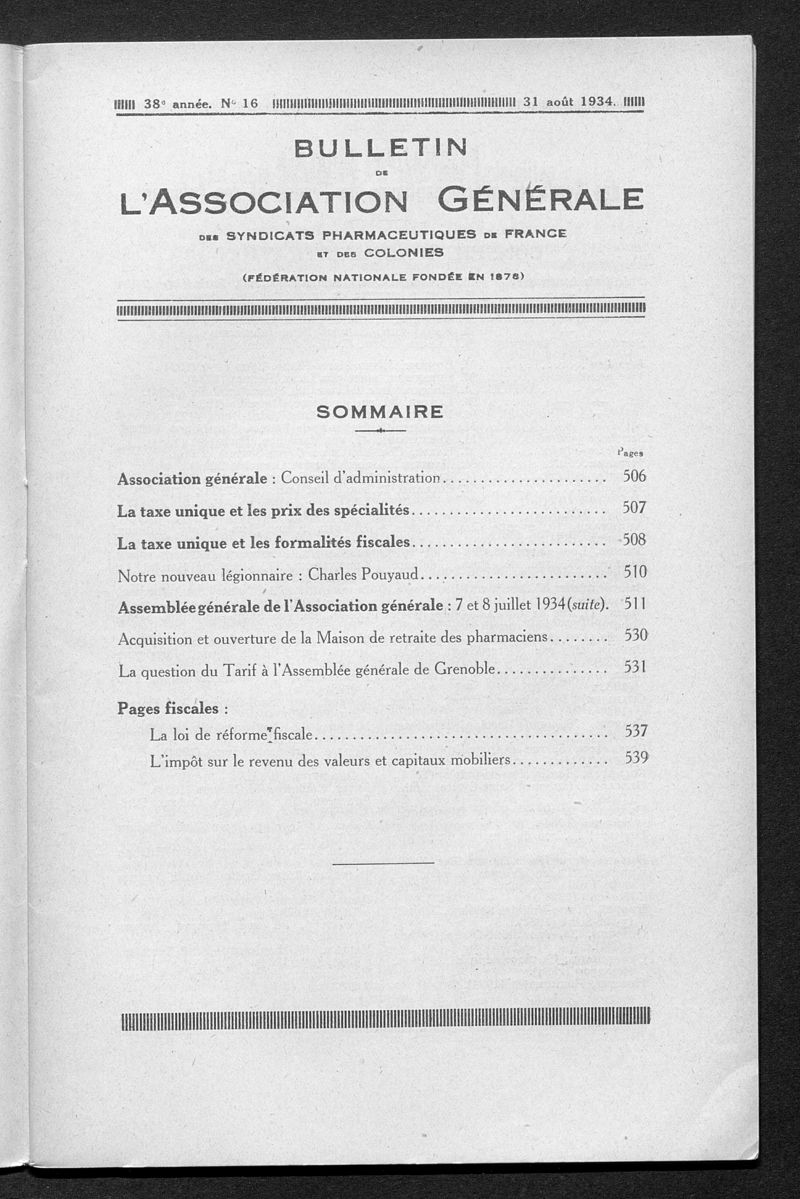 38e année. No 16 31 août 1934.
BULLETIN
DE
L'ASSOCIATION GÉNÉRALE
DES SYNDICATS PHARMACEUTIQUES DE FRANCE
ET DES COLONIES
(FÉDÉRATION NATIONALE FONDÉE EN 1878)
SOMMAIRE
Pages
Association générale : Conseil d'administration...................... 506
La taxe unique et les prix des spécialités.......................... 507
La taxe unique et les formalités fiscales.......................... 508
Notre nouveau légionnaire : Charles Pouyaud......................... 510
Assemblée générale de l'Association générale : 7 et 8 juillet 1934 (suite). 511
Acquisition et ouverture de la Maison de retraite des pharmaciens........ 530
La question du Tarif à l'Assemblée générale de Grenoble............... 531
Pages fiscales :
La loi de réforme fiscale....................................... 537
L'impôt sur le revenu des valeurs et capitaux mobiliers............. 539